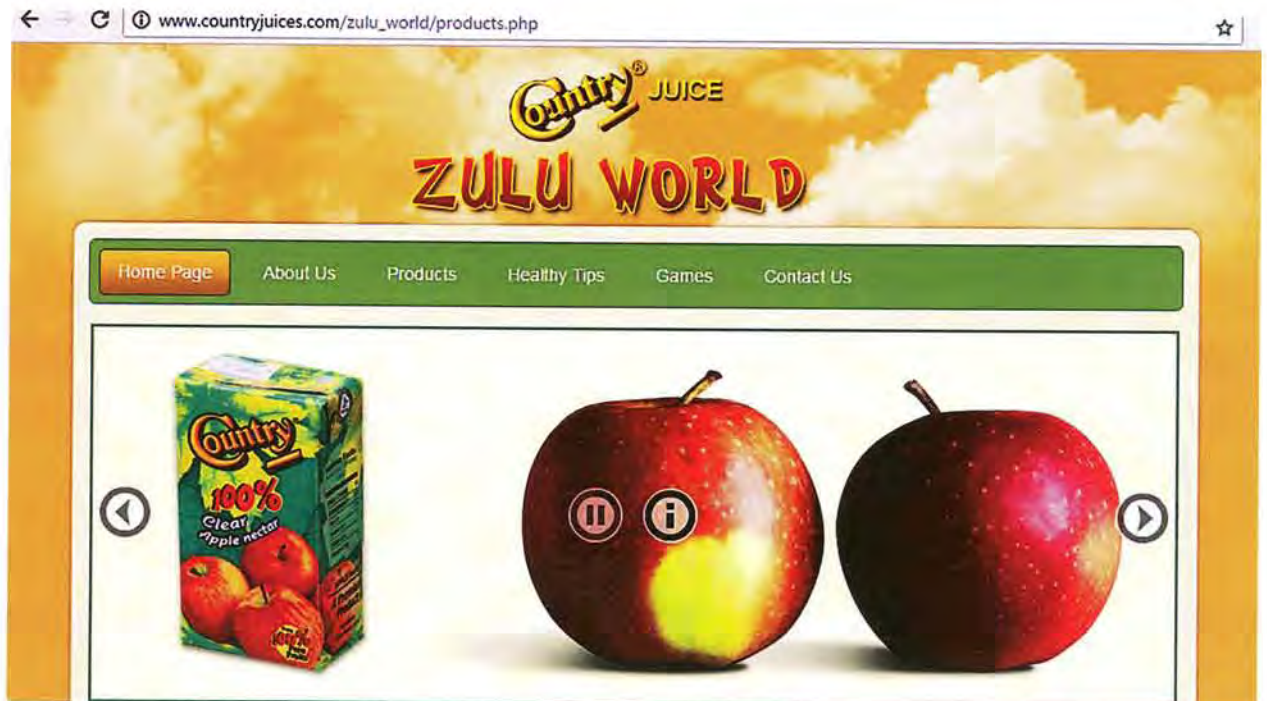 www.countryjuices.com/zulu_world/products.php
Country® JUICE
ZULU WORLD
Home Page About Us Products Healthy Tips Games Contact Us
Country
100%
Clear
Apple nectar
100%